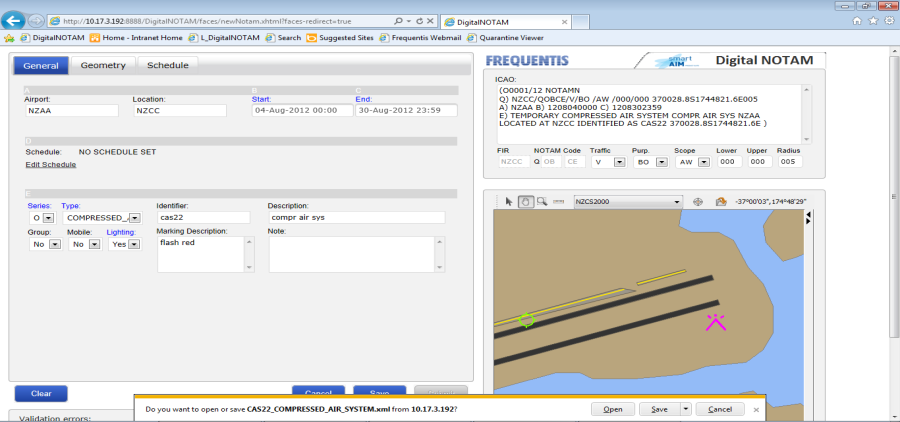 http://10.17.3.192:8888/DigitalNOTAM/faces/newNotam.xhtml?faces-redirect=true
DigitalNOTAM
DigitalNOTAM Home - Intranet Home L_DigitalNOTAM Search Suggested Sites Frequentis Webmail Quarantine Viewer
General Geometry Schedule
A B C
Airport: Location: Start: End:
NZAA NZCC 04-Aug-2012 00:00 30-Aug-2012 23:59
Schedule: NO SCHEDULE SET
Edit Schedule
E
Series: Type: Identifier: Description:
O COMPRESSED_ cas22 compr air sys
Group: Mobile: Lighting: Marking Description: Note:
No No Yes flash red
Clear Cancel Save
Validation errors:
FREQUENTIS smart AIM Digital NOTAM
ICAO:
(O0001/12 NOTAMN
Q) NZCC/QOBCE/V/BO /AW /000/000 370028.8S1744821.6E005
A) NZAA B) 1208040000 C) 1208302359
E) TEMPORARY COMPRESSED AIR SYSTEM COMPR AIR SYS NZAA
LOCATED AT NZCC IDENTIFIED AS CAS22 370028.8S1744821.6E )
FIR NOTAM Code Traffic Purp. Scope Lower Upper Radius
NZCC Q OB CE V BO AW 000 000 005
NZCS2000 -37°00'03",174°48'29"
Do you want to open or save CAS22_COMPRESSED_AIR_SYSTEM.xml from 10.17.3.192?
Open Save Cancel